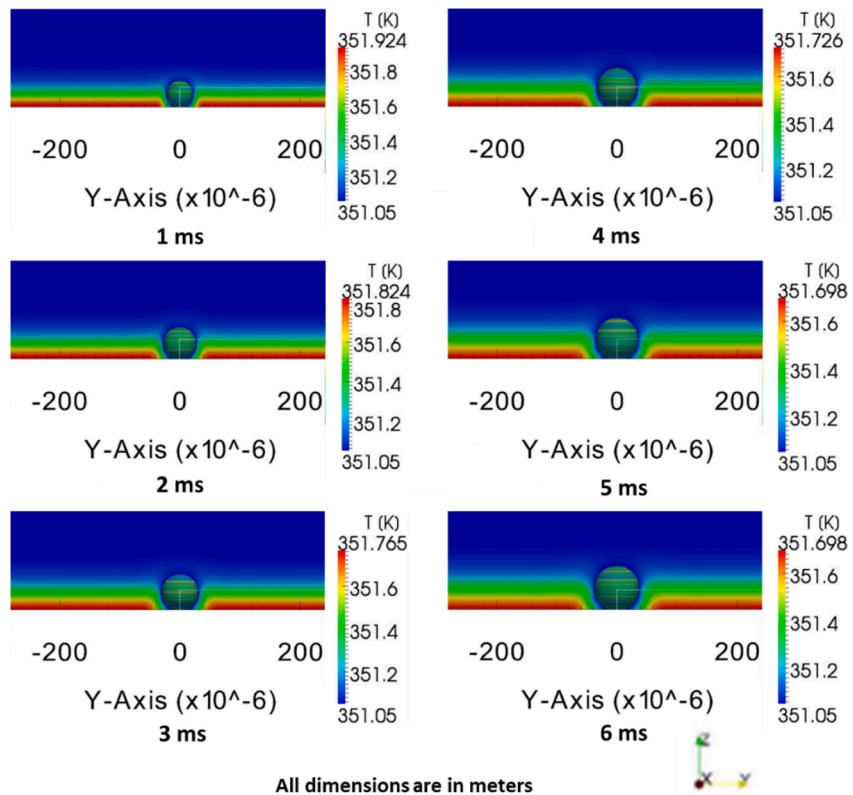 T (K)
351.924
351.8
351.6
351.4
351.2
351.05
-200 0 200
Y-Axis (x10^-6)
1 ms
T (K)
351.726
351.6
351.4
351.2
351.05
-200 0 200
Y-Axis (x10^-6)
4 ms
T (K)
351.824
351.8
351.6
351.4
351.2
351.05
-200 0 200
Y-Axis (x10^-6)
2 ms
T (K)
351.698
351.6
351.4
351.2
351.05
-200 0 200
Y-Axis (x10^-6)
5 ms
T (K)
351.765
351.6
351.4
351.2
351.05
-200 0 200
Y-Axis (x10^-6)
3 ms
T (K)
351.698
351.6
351.4
351.2
351.05
-200 0 200
Y-Axis (x10^-6)
6 ms
Z
X Y
All dimensions are in meters